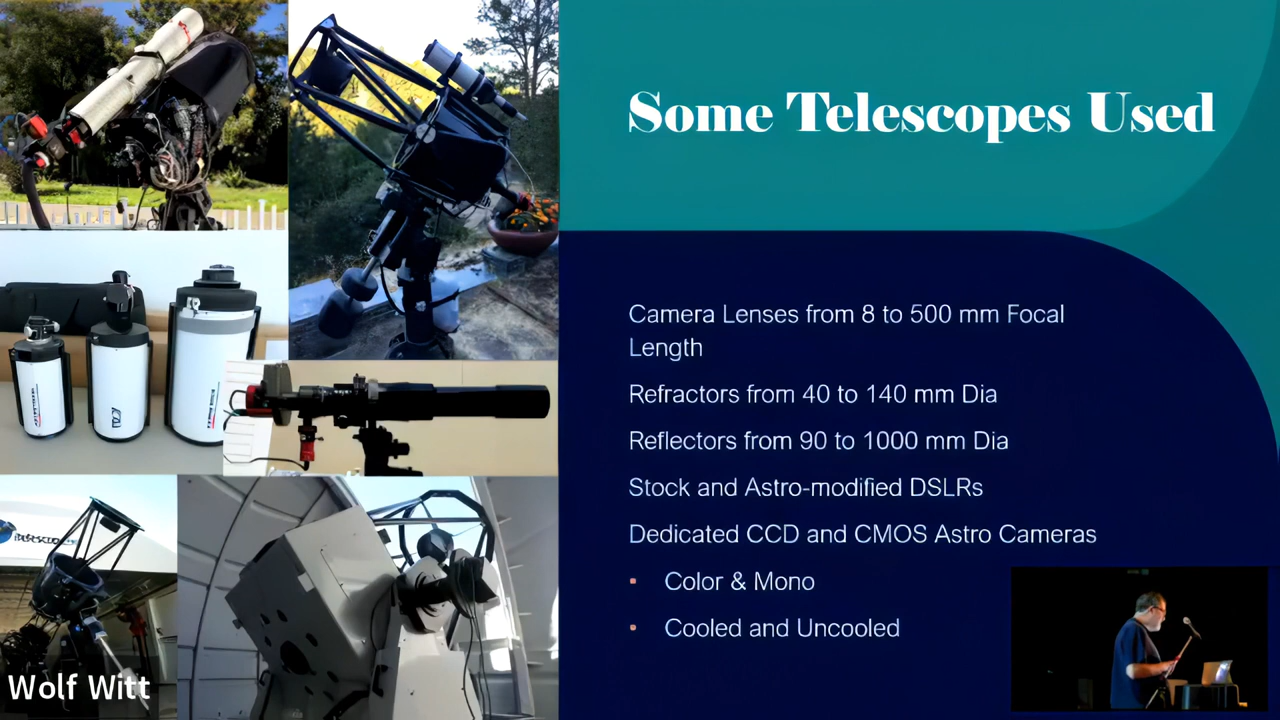 Some Telescopes Used
Camera Lenses from 8 to 500 mm Focal
Length
Refractors from 40 to 140 mm Dia
Reflectors from 90 to 1000 mm Dia
Stock and Astro-modified DSLRs
Dedicated CCD and CMOS Astro Cameras
Color & Mono
Cooled and Uncooled
Wolf Witt